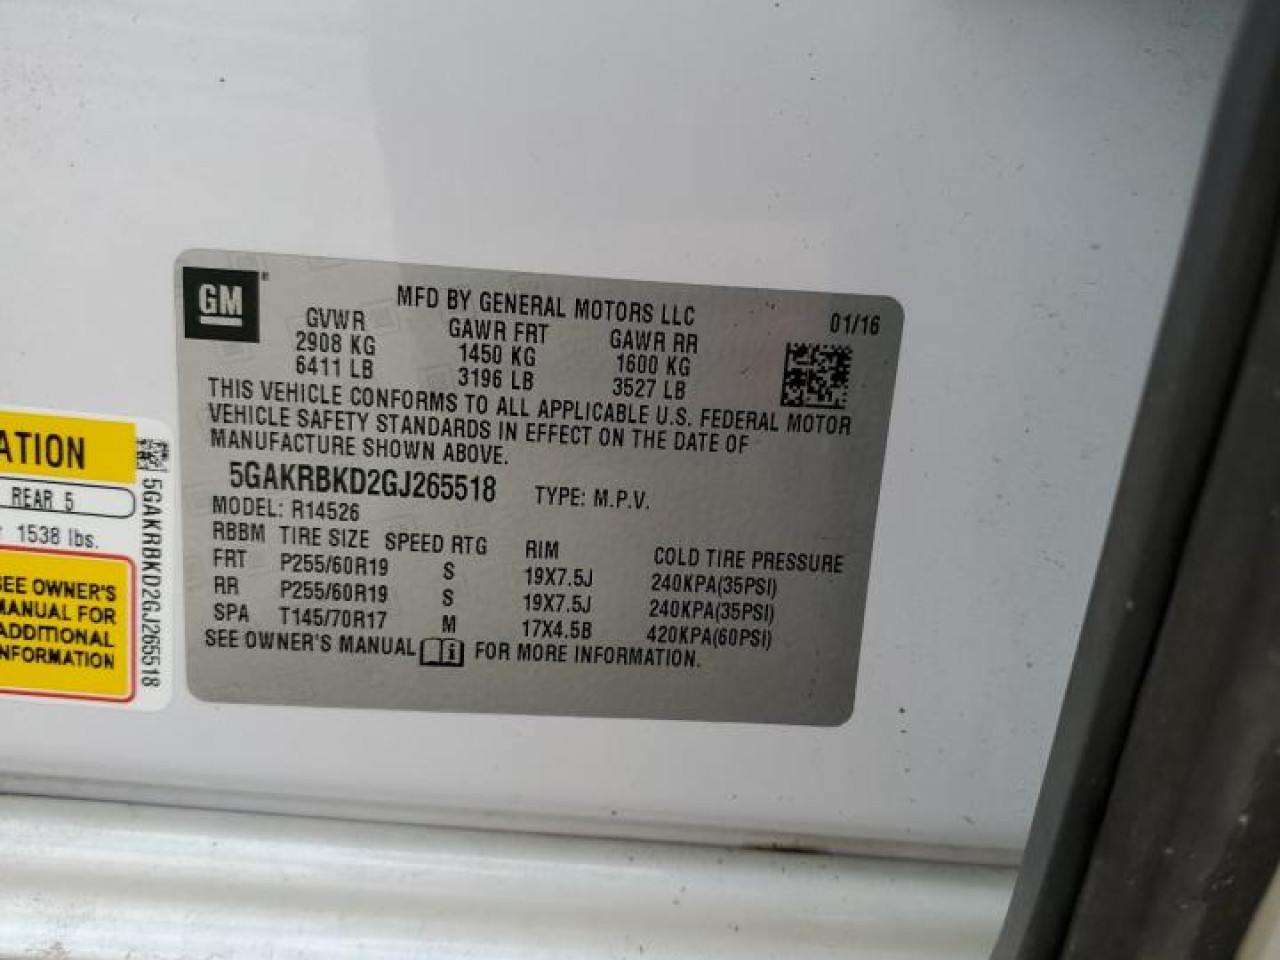 GM
MFD BY GENERAL MOTORS LLC 01/16
GVWR GAWR FRT GAWR RR
2908 KG 1450 KG 1600 KG
6411 LB 3196 LB 3527 LB
THIS VEHICLE CONFORMS TO ALL APPLICABLE U.S. FEDERAL MOTOR
VEHICLE SAFETY STANDARDS IN EFFECT ON THE DATE OF
MANUFACTURE SHOWN ABOVE.
5GAKRBKD2GJ265518 TYPE: M.P.V.
MODEL: R14526
RBBM TIRE SIZE SPEED RTG RIM COLD TIRE PRESSURE
FRT P255/60R19 S 19X7.5J 240KPA(35PSI)
RR P255/60R19 S 19X7.5J 240KPA(35PSI)
SPA T145/70R17 M 17X4.5B 420KPA(60PSI)
SEE OWNER'S MANUAL i FOR MORE INFORMATION.
ATION
REAR 5
1538 lbs.
SEE OWNER'S
MANUAL FOR
ADDITIONAL
NFORMATION
5GAKRBKD2GJ265518